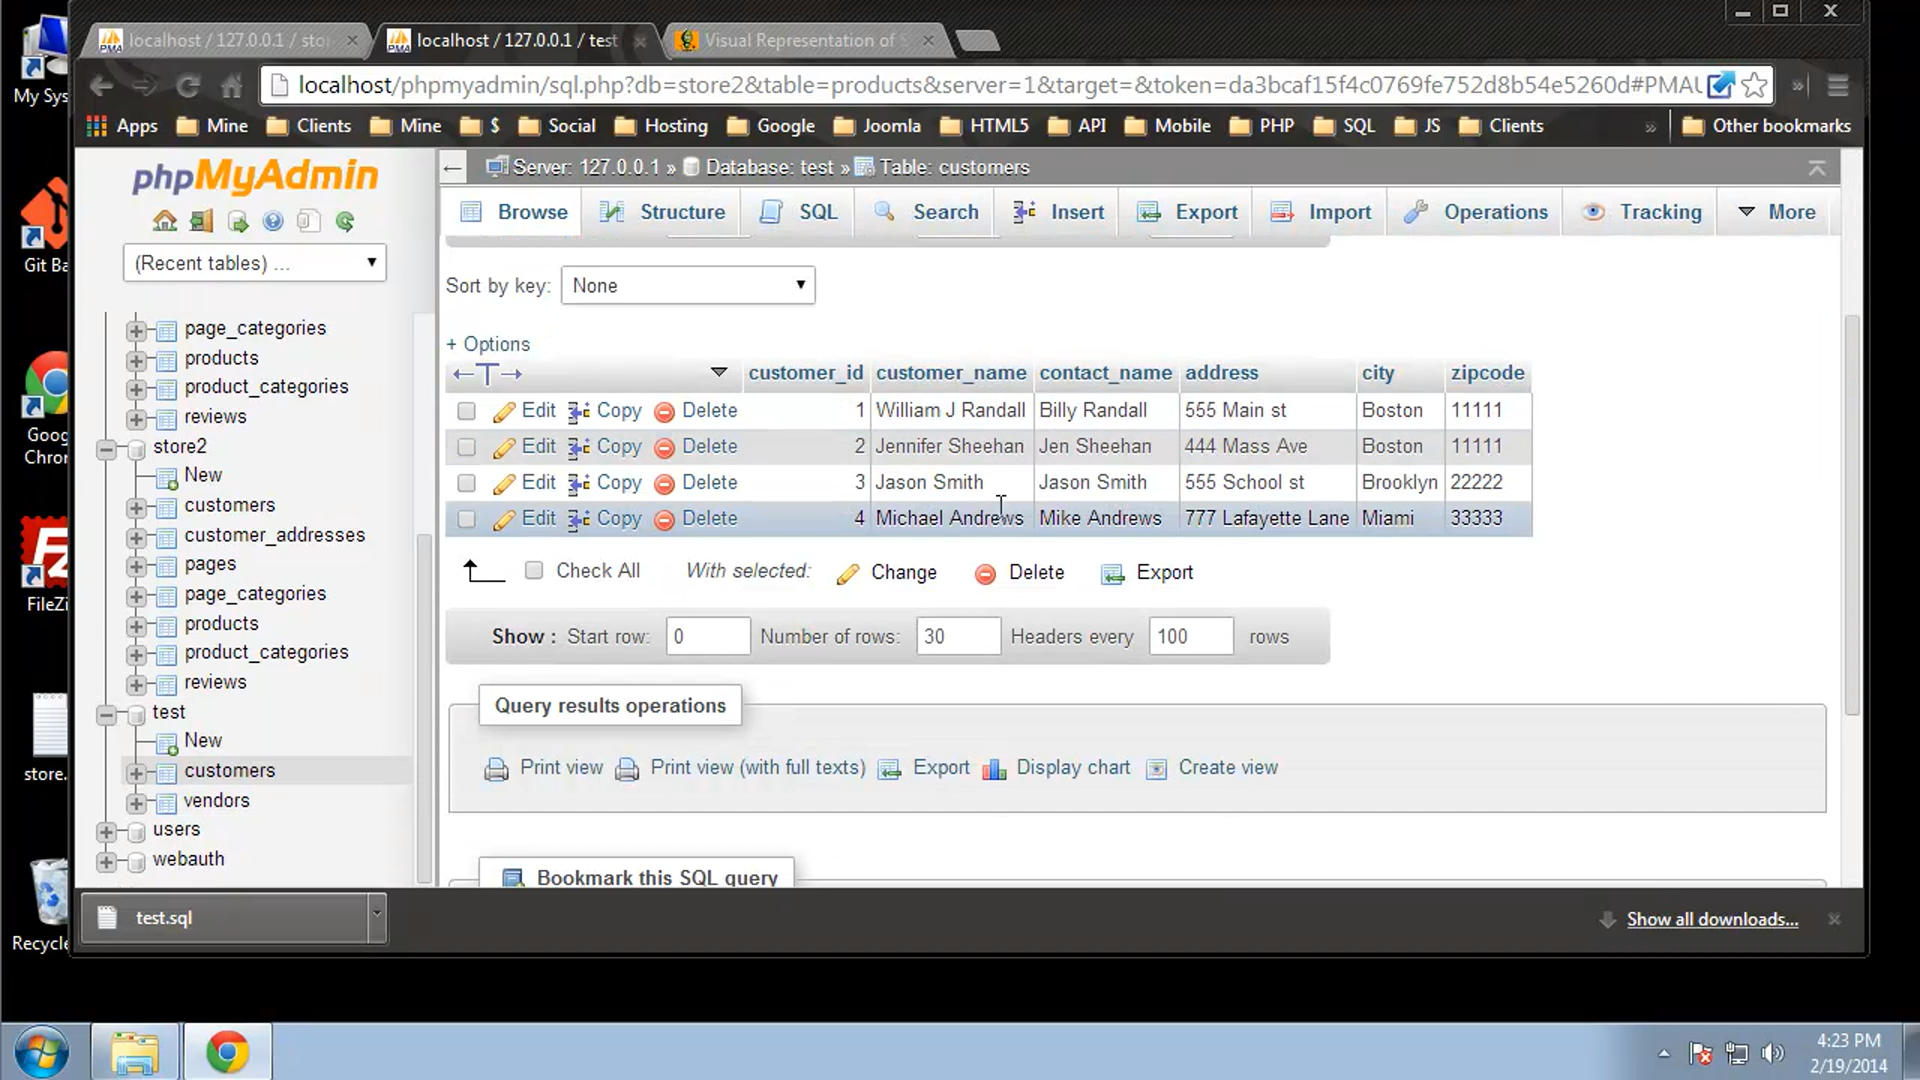 localhost / 127.0.0.1 / sto
localhost / 127.0.0.1 / test
Visual Representation of S
localhost/phpmyadmin/sql.php?db=store2&table=products&server=1&target=&token=da3bcaf15f4c0769fe752d8b54e5260d#PMAU
Apps Mine Clients Mine $ Social Hosting Google Joomla HTML5 API Mobile PHP SQL JS Clients » Other bookmarks
phpMyAdmin
(Recent tables) ...
page_categories
products
product_categories
reviews
store2
New
customers
customer_addresses
pages
page_categories
products
product_categories
reviews
test
New
customers
vendors
users
webauth
Server: 127.0.0.1 » Database: test » Table: customers
Browse Structure SQL Search Insert Export Import Operations Tracking More
Sort by key: None
+ Options
customer_id customer_name contact_name address city zipcode
Edit Copy Delete 1 William J Randall Billy Randall 555 Main st Boston 11111
Edit Copy Delete 2 Jennifer Sheehan Jen Sheehan 444 Mass Ave Boston 11111
Edit Copy Delete 3 Jason Smith Jason Smith 555 School st Brooklyn 22222
Edit Copy Delete 4 Michael Andrews Mike Andrews 777 Lafayette Lane Miami 33333
Check All With selected: Change Delete Export
Show : Start row: 0 Number of rows: 30 Headers every 100 rows
Query results operations
Print view Print view (with full texts) Export Display chart Create view
Bookmark this SQL query
test.sql
Show all downloads...
My Sys
Git Ba
Goog
Chron
FileZi
store.
Recycle
4:23 PM
2/19/2014